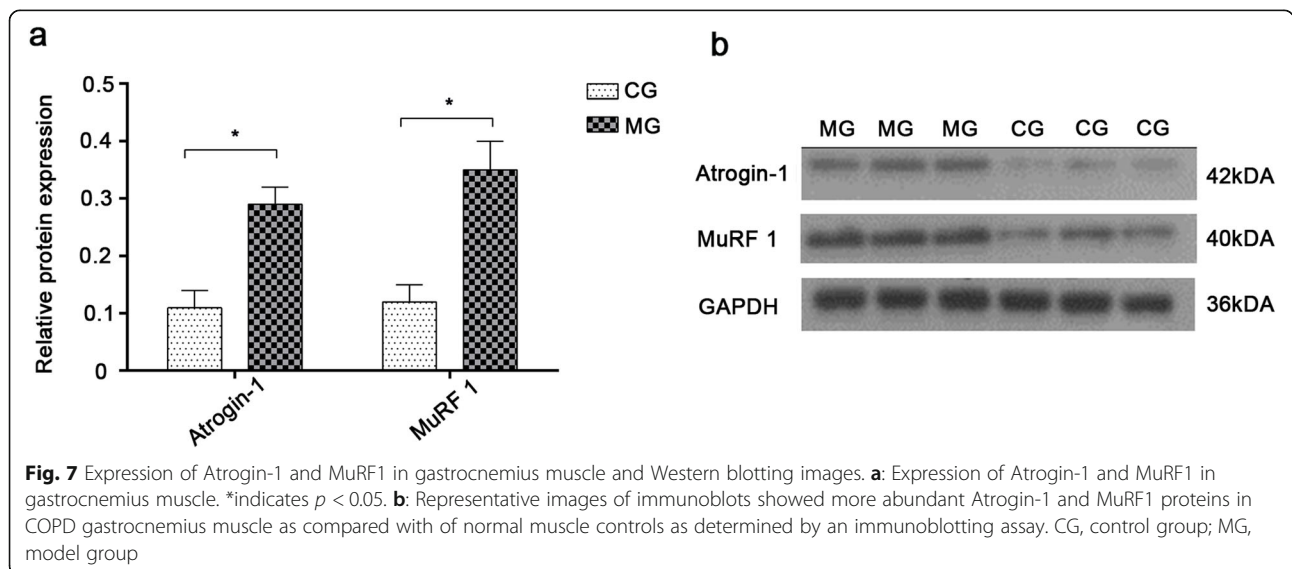 a
0.5
0.4
0.3
0.2
0.1
0
Relative protein expression
*
*
CG
MG
Atrogin-1
MuRF 1
b
MG MG MG CG CG CG
Atrogin-1 42kDA
MuRF 1 40kDA
GAPDH 36kDA
Fig. 7 Expression of Atrogin-1 and MuRF1 in gastrocnemius muscle and Western blotting images. a: Expression of Atrogin-1 and MuRF1 in
gastrocnemius muscle. *indicates p < 0.05. b: Representative images of immunoblots showed more abundant Atrogin-1 and MuRF1 proteins in
COPD gastrocnemius muscle as compared with of normal muscle controls as determined by an immunoblotting assay. CG, control group; MG,
model group